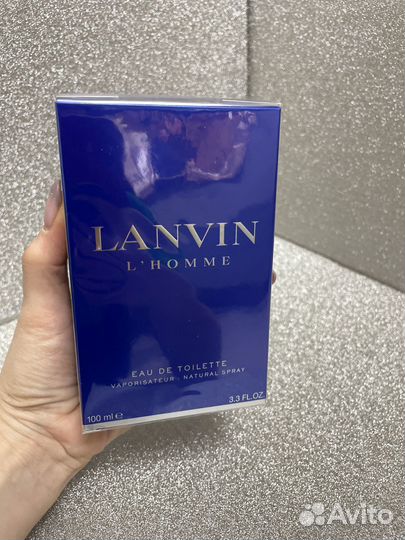 LANVIN
L'HOMME
EAU DE TOILETTE
VAPORISATEUR - NATURAL SPRAY
100 ml e 3.3 FL.OZ.
Avito